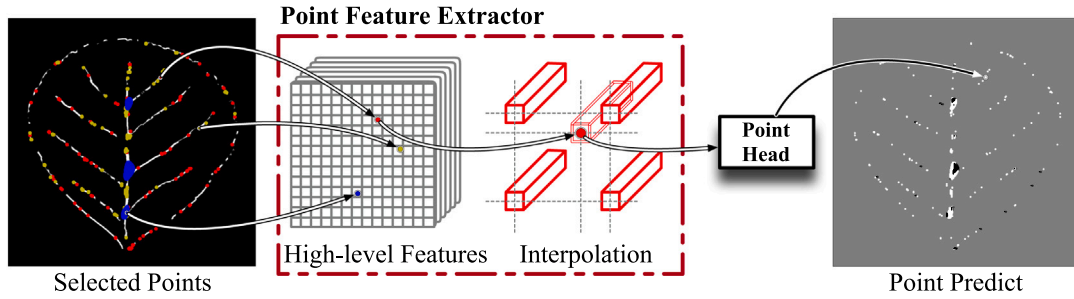 Point Feature Extractor
Point
Head
High-level Features
Interpolation
Selected Points
Point Predict